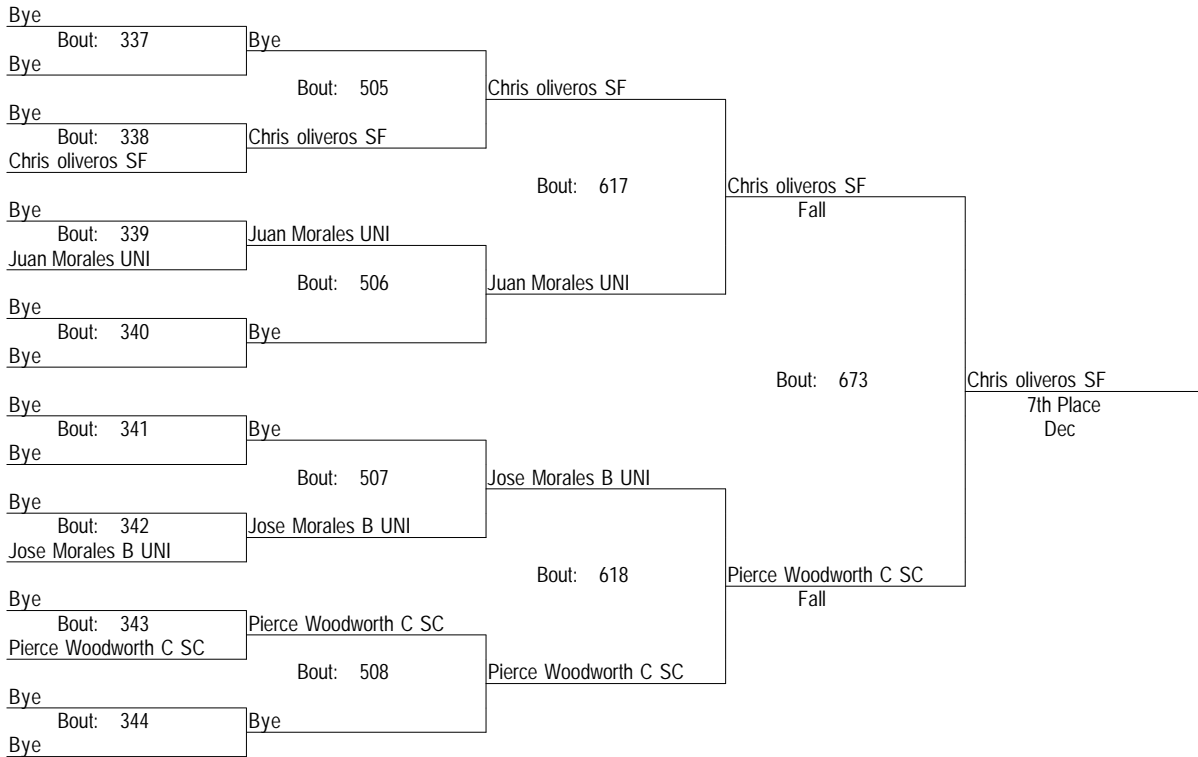 Bye
Bout: 337
Bye
Bye
Bout: 505
Chris oliveros SF
Bye
Bout: 338
Chris oliveros SF
Chris oliveros SF
Bout: 617
Chris oliveros SF
Fall
Bye
Bout: 339
Juan Morales UNI
Juan Morales UNI
Bout: 506
Juan Morales UNI
Bye
Bout: 340
Bye
Bye
Bout: 673
Chris oliveros SF
7th Place
Dec
Bye
Bout: 341
Bye
Bye
Bout: 507
Jose Morales B UNI
Bye
Bout: 342
Jose Morales B UNI
Jose Morales B UNI
Bout: 618
Pierce Woodworth C SC
Fall
Bye
Bout: 343
Pierce Woodworth C SC
Pierce Woodworth C SC
Bout: 508
Pierce Woodworth C SC
Bye
Bout: 344
Bye
Bye